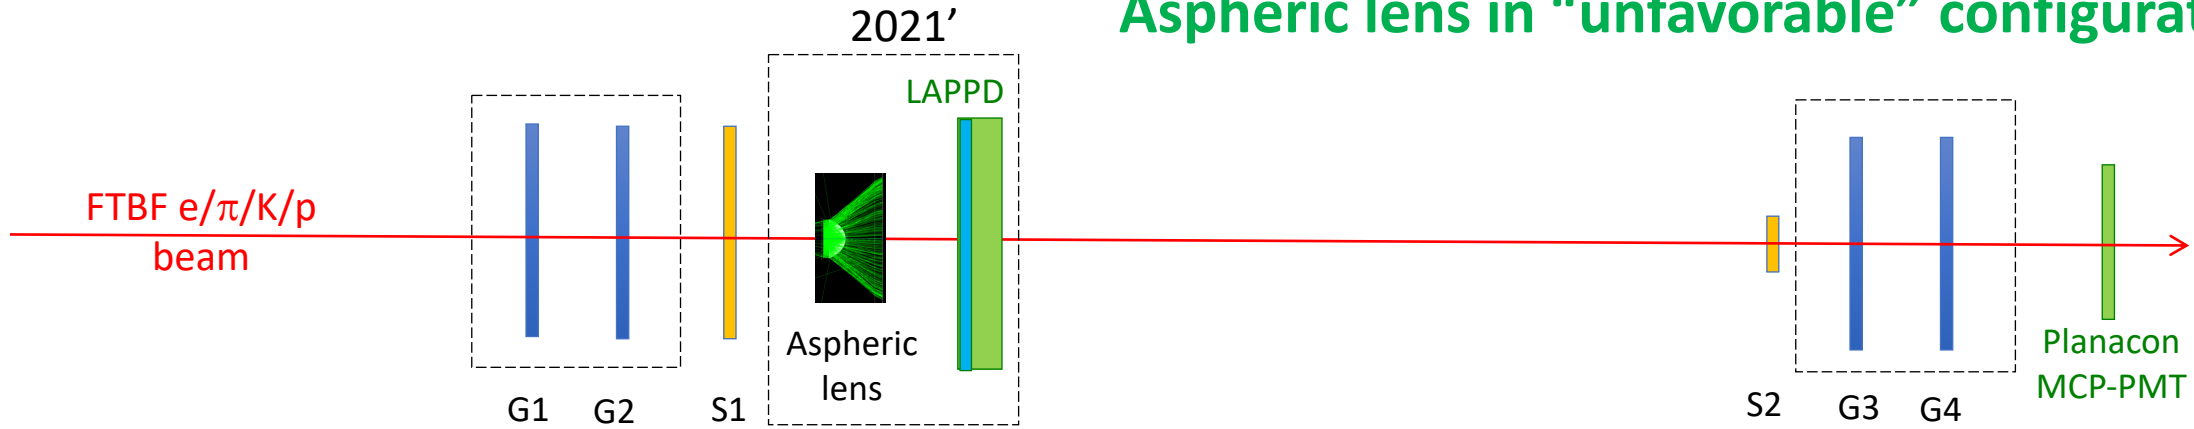 2021’
Aspheric lens in “unfavorable” configurat
LAPPD
FTBF e/π/K/p
beam
Aspheric
lens
Planacon
MCP-PMT
G1
G2
S1
S2
G3
G4